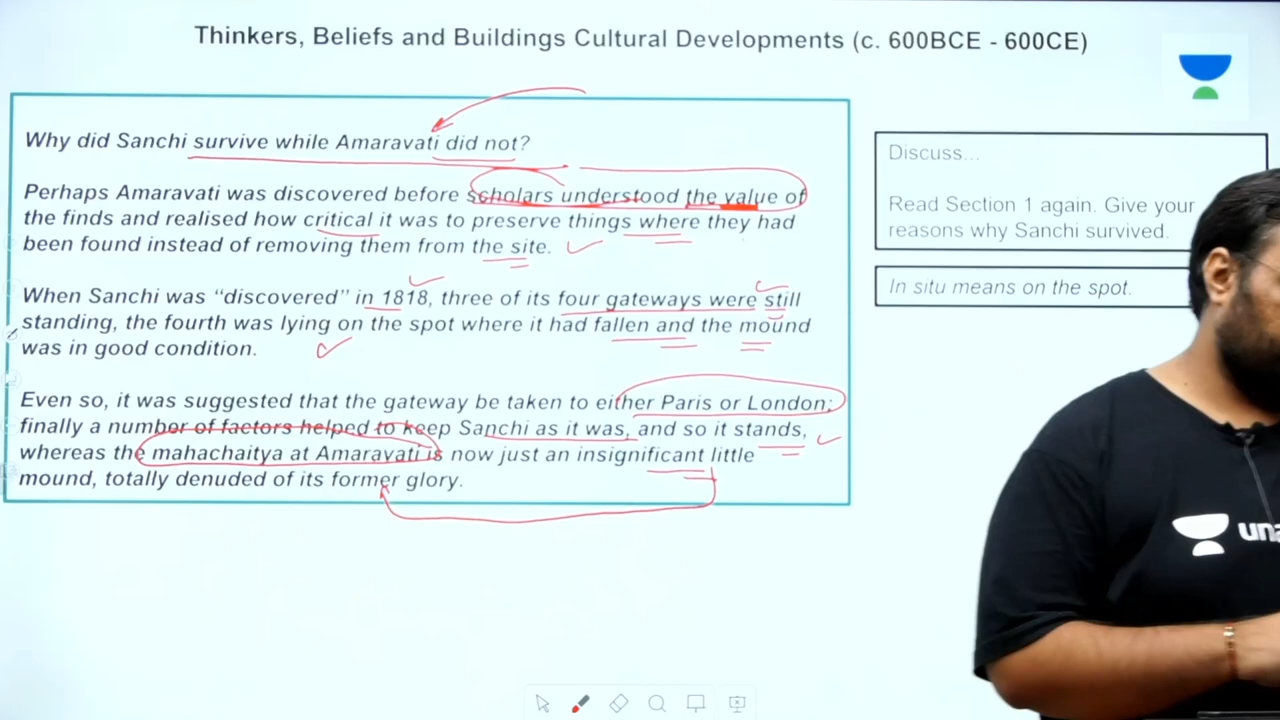 Thinkers, Beliefs and Buildings Cultural Developments (c. 600BCE - 600CE)
Why did Sanchi survive while Amaravati did not?
Perhaps Amaravati was discovered before scholars understood the value of
the finds and realised how critical it was to preserve things where they had
been found instead of removing them from the site.
When Sanchi was “discovered” in 1818, three of its four gateways were still
standing, the fourth was lying on the spot where it had fallen and the mound
was in good condition.
Even so, it was suggested that the gateway be taken to either Paris or London;
finally a number of factors helped to keep Sanchi as it was, and so it stands,
whereas the mahachaitya at Amaravati is now just an insignificant little
mound, totally denuded of its former glory.
Discuss...
Read Section 1 again. Give your
reasons why Sanchi survived.
In situ means on the spot.